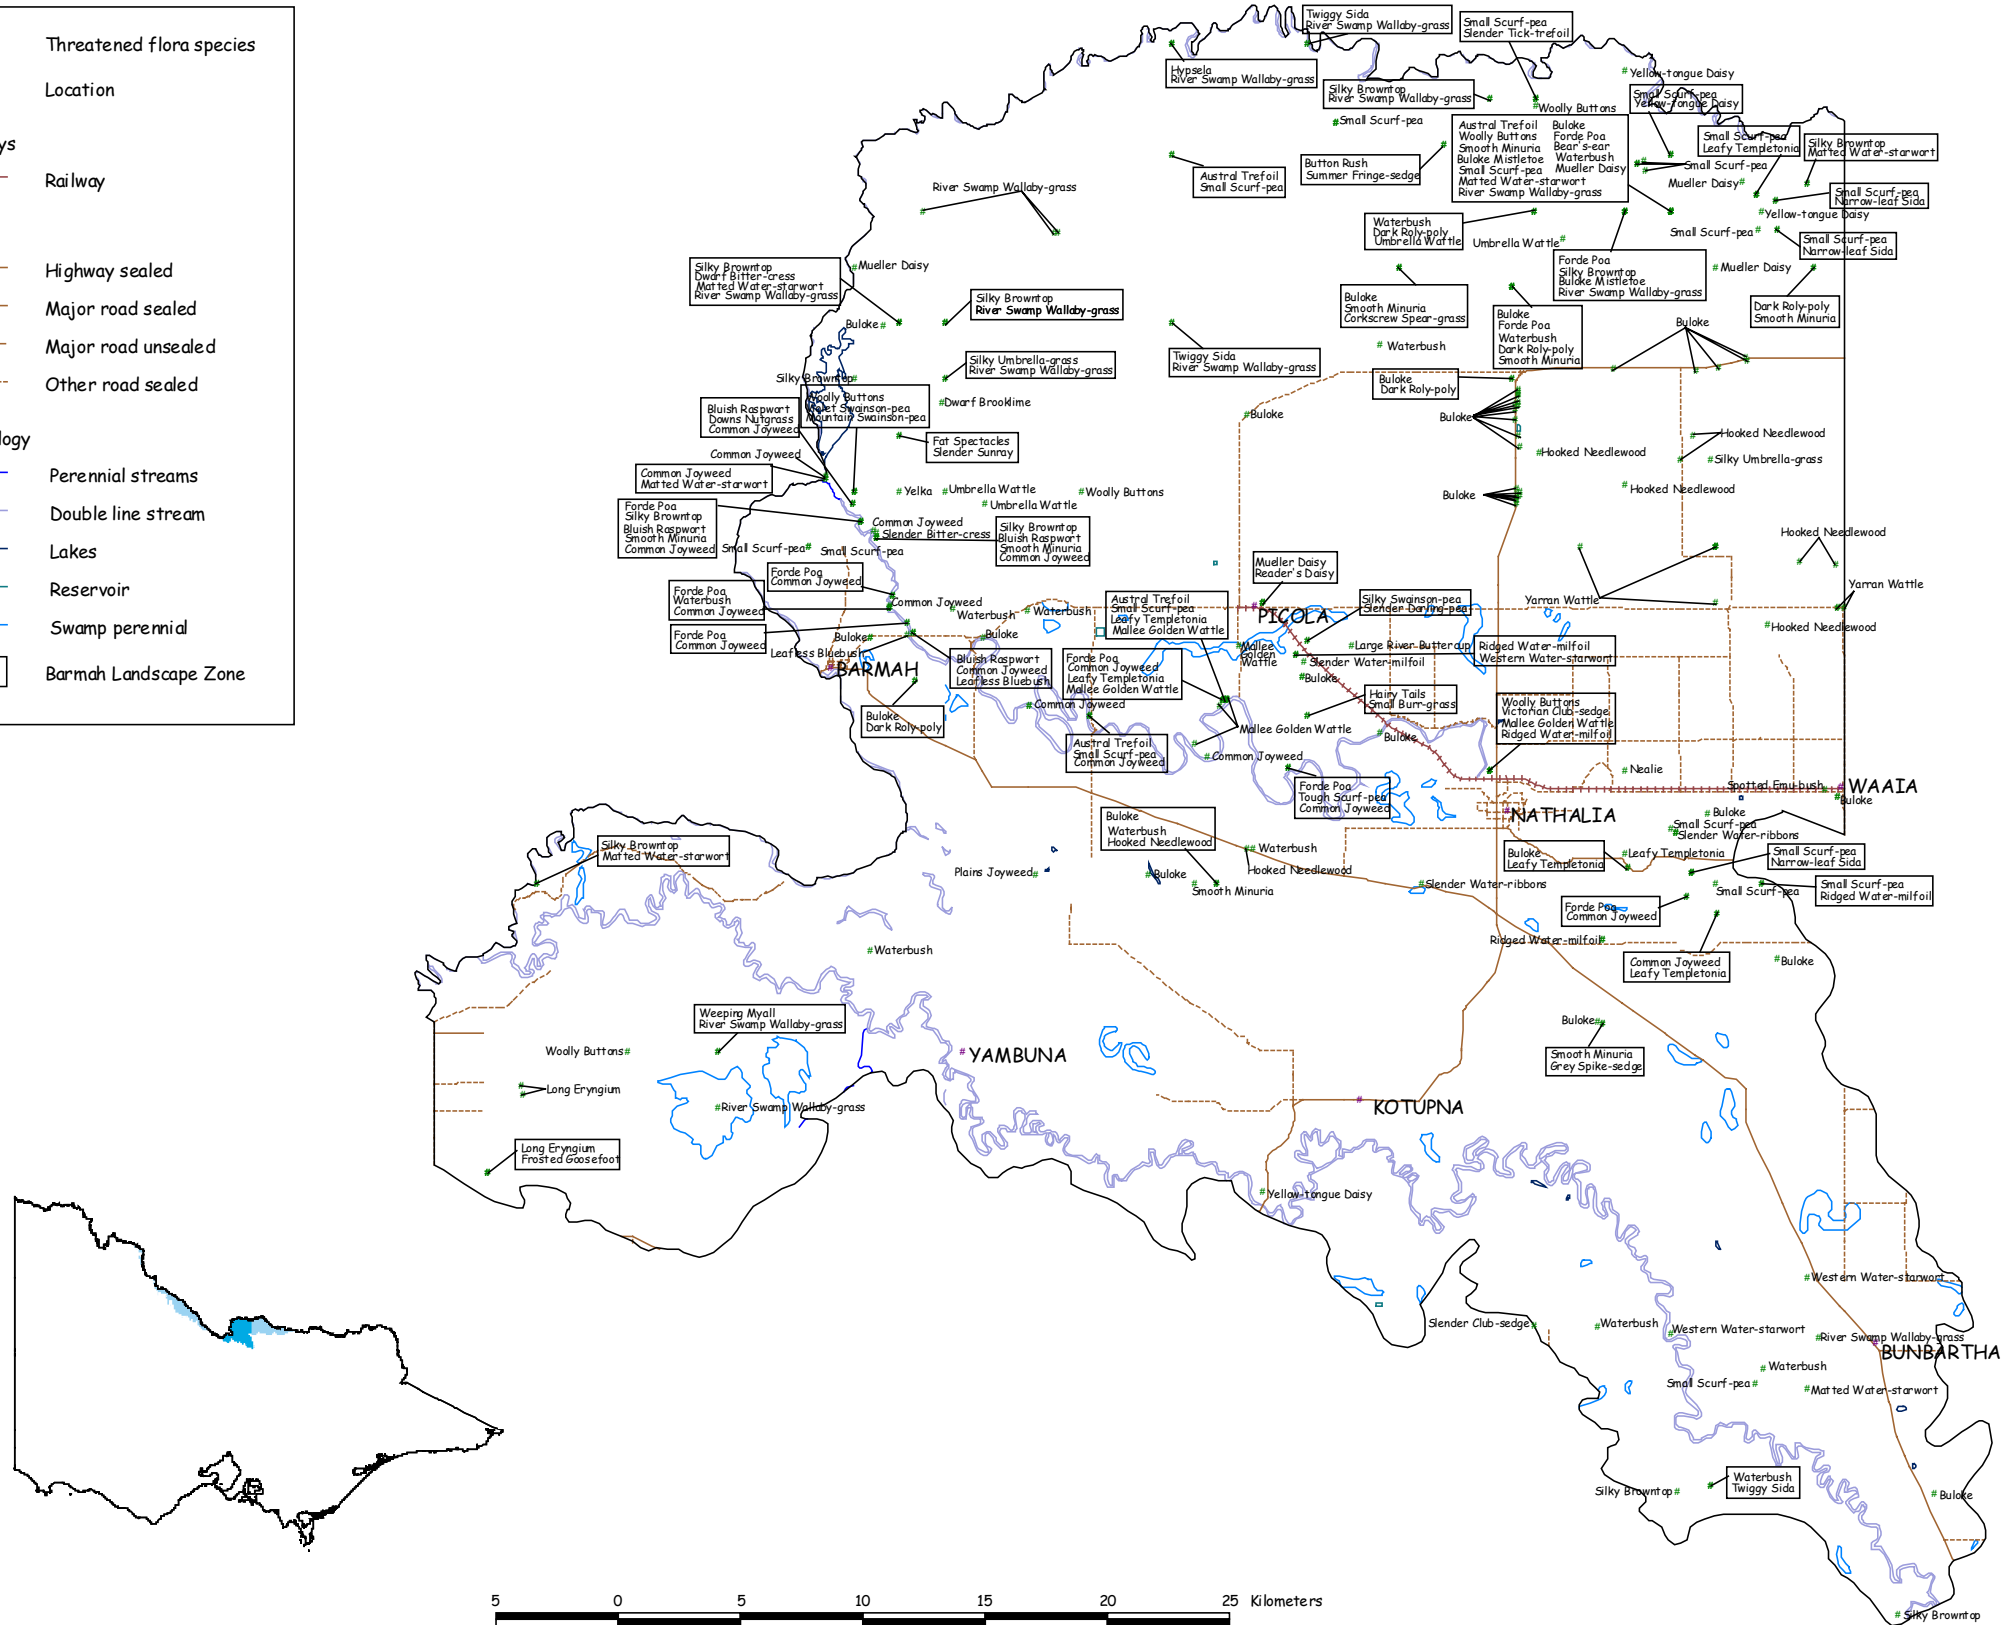 Threatened flora species
Location
ys
Railway
Highway sealed
Major road sealed
Major road unsealed
Other road sealed
logy
Perennial streams
Double line stream
Lakes
Reservoir
Swamp perennial
Barmah Landscape Zone
Twiggy Sida
River Swamp Wallaby-grass
Small Scurf-pea
Slender Tick-trefoil
Hypsela
River Swamp Wallaby-grass
Silky Browntop
River Swamp Wallaby-grass
Yellow-tongue Daisy
Small Scurf-pea
Yellow-tongue Daisy
Woolly Buttons
Small Scurf-pea
Austral Trefoil Buloke
Woolly Buttons Forde Poa
Smooth Minuria Bear's-ear
Buloke Mistletoe Waterbush
Small Scurf-pea Mueller Daisy
Matted Water-starwort
River Swamp Wallaby-grass
Small Scurf-pea
Leafy Templetonia
Silky Browntop
Matted Water-starwort
Button Rush
Summer Fringe-sedge
Small Scurf-pea
Austral Trefoil
Small Scurf-pea
Mueller Daisy
Small Scurf-pea
Narrow-leaf Sida
River Swamp Wallaby-grass
Yellow-tongue Daisy
Waterbush
Dark Roly-poly
Umbrella Wattle
Umbrella Wattle
Small Scurf-pea
Small Scurf-pea
Narrow-leaf Sida
Silky Browntop
Dwarf Bitter-cress
Matted Water-starwort
River Swamp Wallaby-grass
Mueller Daisy
Forde Poa
Silky Browntop
Buloke Mistletoe
River Swamp Wallaby-grass
Mueller Daisy
Silky Browntop
River Swamp Wallaby-grass
Buloke
Smooth Minuria
Corkscrew Spear-grass
Dark Roly-poly
Smooth Minuria
Buloke
Buloke
Forde Poa
Waterbush
Dark Roly-poly
Smooth Minuria
Buloke
Waterbush
Twiggy Sida
River Swamp Wallaby-grass
Silky Umbrella-grass
River Swamp Wallaby-grass
Silky Browntop
Buloke
Dark Roly-poly
Woolly Buttons
Violet Swainson-pea
Mountain Swainson-pea
Dwarf Brooklime
Bluish Raspwort
Downs Nutgrass
Common Joyweed
Buloke
Buloke
Fat Spectacles
Slender Sunray
Hooked Needlewood
Common Joyweed
Hooked Needlewood
Silky Umbrella-grass
Common Joyweed
Matted Water-starwort
Yelka
Umbrella Wattle
Woolly Buttons
Umbrella Wattle
Buloke
Hooked Needlewood
Forde Poa
Silky Browntop
Bluish Raspwort
Smooth Minuria
Common Joyweed
Common Joyweed
Slender Bitter-cress
Silky Browntop
Bluish Raspwort
Smooth Minuria
Common Joyweed
Small Scurf-pea
Small Scurf-pea
Hooked Needlewood
Forde Poa
Common Joyweed
Mueller Daisy
Reader's Daisy
Forde Poa
Waterbush
Common Joyweed
Common Joyweed
Waterbush
Waterbush
Austral Trefoil
Small Scurf-pea
Leafy Templetonia
Mallee Golden Wattle
PICOLA
Silky Swainson-pea
Slender Darling-pea
Yarran Wattle
Yarran Wattle
Hooked Needlewood
Forde Poa
Common Joyweed
Buloke
Leafless Bluebush
Buloke
BARMAH
Bluish Raspwort
Common Joyweed
Leafless Bluebush
Forde Poa
Common Joyweed
Leafy Templetonia
Mallee Golden Wattle
Mallee
Golden
Wattle
Large River Buttercup
Slender Water-milfoil
Buloke
Ridged Water-milfoil
Western Water-starwort
Hairy Tails
Small Burr-grass
Woolly Buttons
Victorian Club-sedge
Mallee Golden Wattle
Ridged Water-milfoil
Buloke
Dark Roly-poly
Common Joyweed
Mallee Golden Wattle
Buloke
Austral Trefoil
Small Scurf-pea
Common Joyweed
Common Joyweed
Nealie
Forde Poa
Tough Scurf-pea
Common Joyweed
Spotted Emu-bush
WAAIA
Buloke
NATHALIA
Buloke
Small Scurf-pea
Slender Water-ribbons
Buloke
Waterbush
Hooked Needlewood
Silky Browntop
Matted Water-starwort
Waterbush
Hooked Needlewood
Buloke
Leafy Templetonia
Leafy Templetonia
Small Scurf-pea
Narrow-leaf Sida
Plains Joyweed
Buloke
Smooth Minuria
Slender Water-ribbons
Small Scurf-pea
Small Scurf-pea
Ridged Water-milfoil
Forde Poa
Common Joyweed
Ridged Water-milfoil
Waterbush
Common Joyweed
Leafy Templetonia
Buloke
Weeping Myall
River Swamp Wallaby-grass
Buloke
Woolly Buttons
YAMBUNA
Smooth Minuria
Grey Spike-sedge
Long Eryngium
River Swamp Wallaby-grass
KOTUPNA
Long Eryngium
Frosted Goosefoot
Yellow-tongue Daisy
Western Water-starwort
Slender Club-sedge
Waterbush
Western Water-starwort
River Swamp Wallaby-grass
BUNBARTHA
Waterbush
Small Scurf-pea
Matted Water-starwort
Waterbush
Twiggy Sida
Silky Browntop
Buloke
Silky Browntop
5 0 5 10 15 20 25 Kilometers